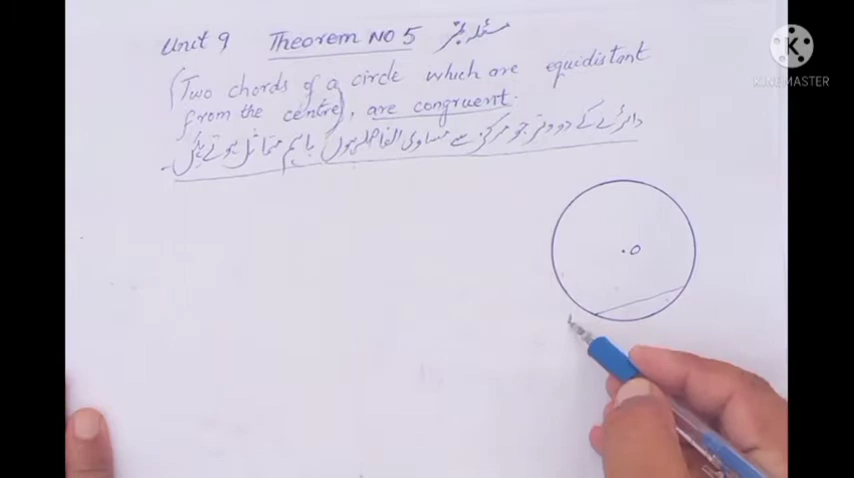 Unit 9 Theorem NO 5 مسئلہ نمبر
(Two chords of a circle which are equidistant
from the centre), are congruent.
دائرے کے دو وتر جو مرکز سے مساوی الفاصلہ ہوں باہم متماثل ہوتے ہیں۔
.O
K
KINEMASTER